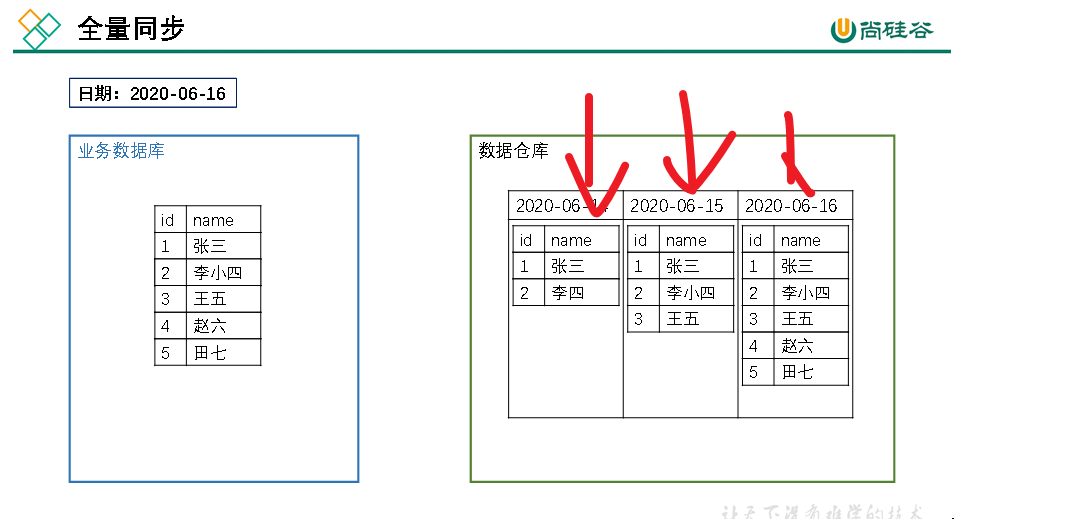 全量同步
尚硅谷
日期：2020-06-16
业务数据库
id name
1 张三
2 李小四
3 王五
4 赵六
5 田七
数据仓库
2020-06-14 2020-06-15 2020-06-16
id name id name id name
1 张三 1 张三 1 张三
2 李四 2 李小四 2 李小四
3 王五 3 王五
4 赵六
5 田七
让天下没有难学的技术